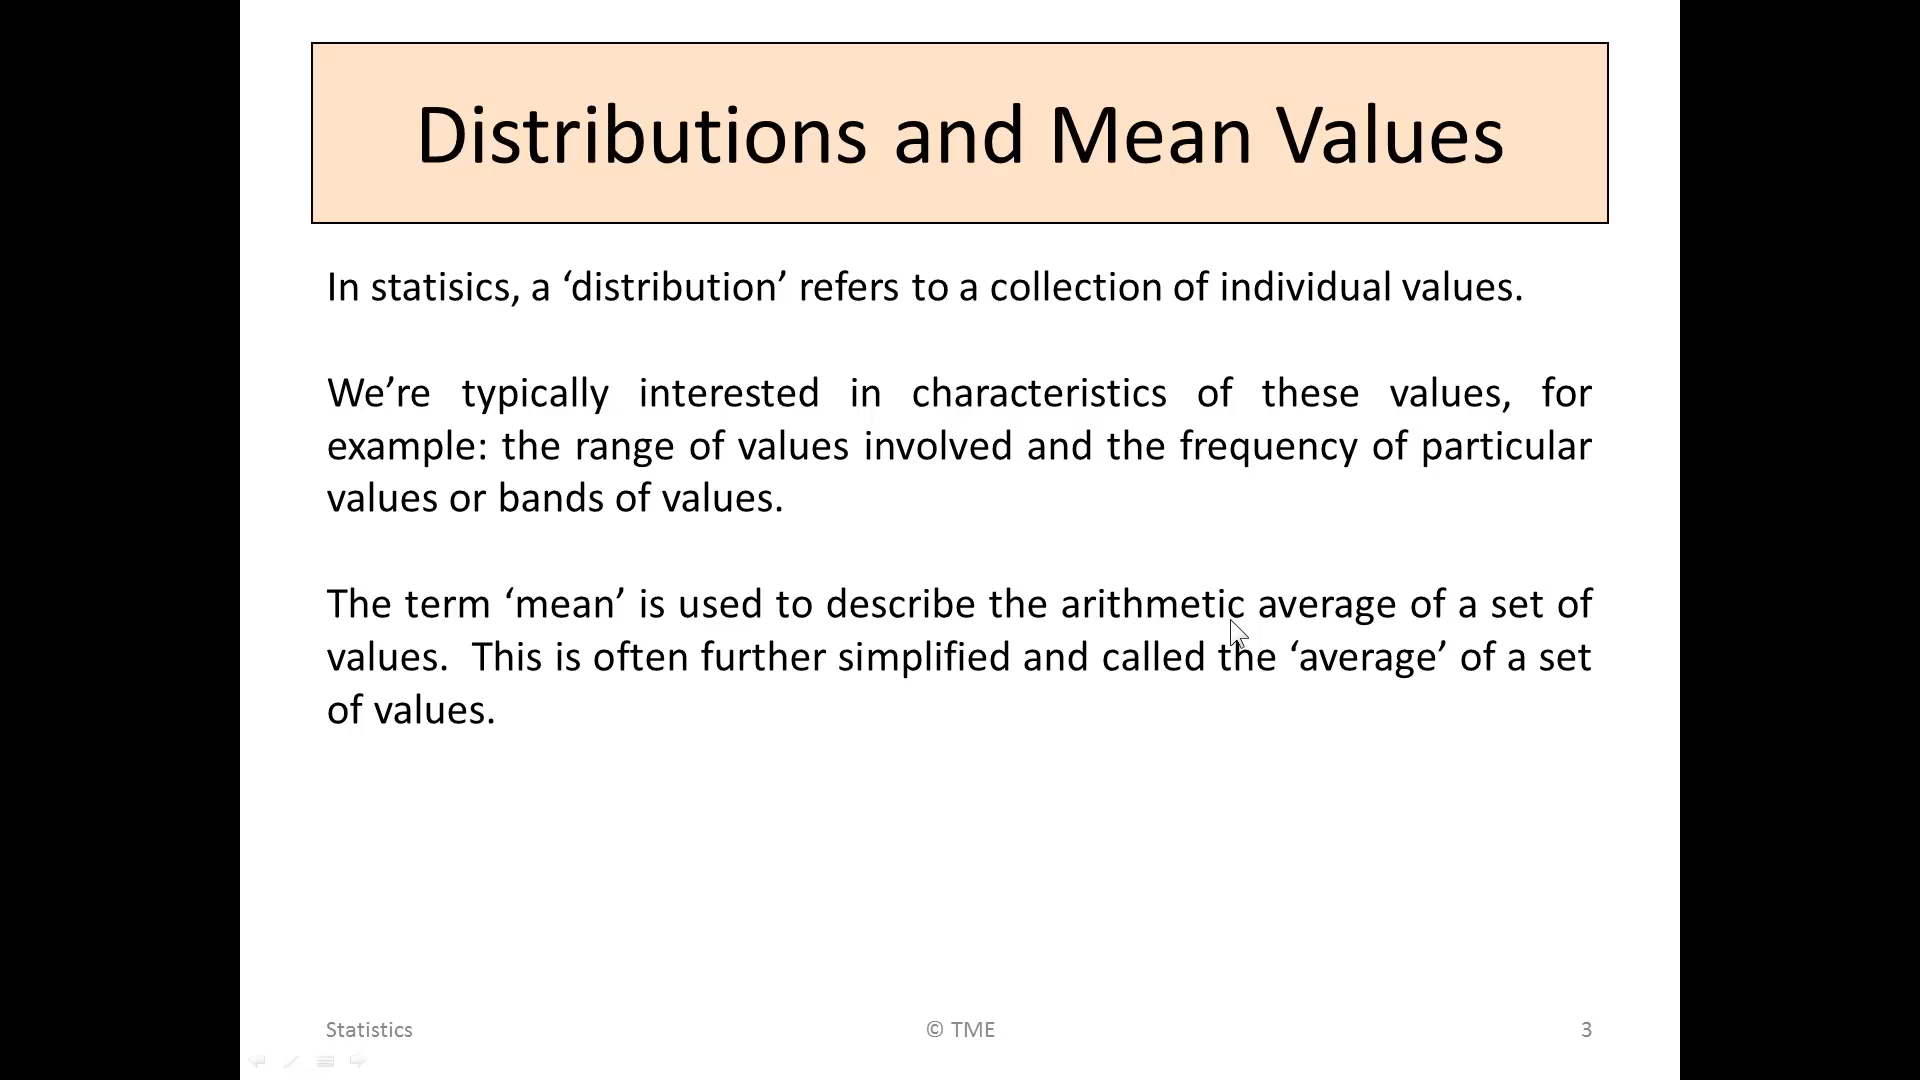 Distributions and Mean Values
In statisics, a ‘distribution’ refers to a collection of individual values.
We’re typically interested in characteristics of these values, for
example: the range of values involved and the frequency of particular
values or bands of values.
The term ‘mean’ is used to describe the arithmetic average of a set of
values.  This is often further simplified and called the ‘average’ of a set
of values.
Statistics
© TME
3